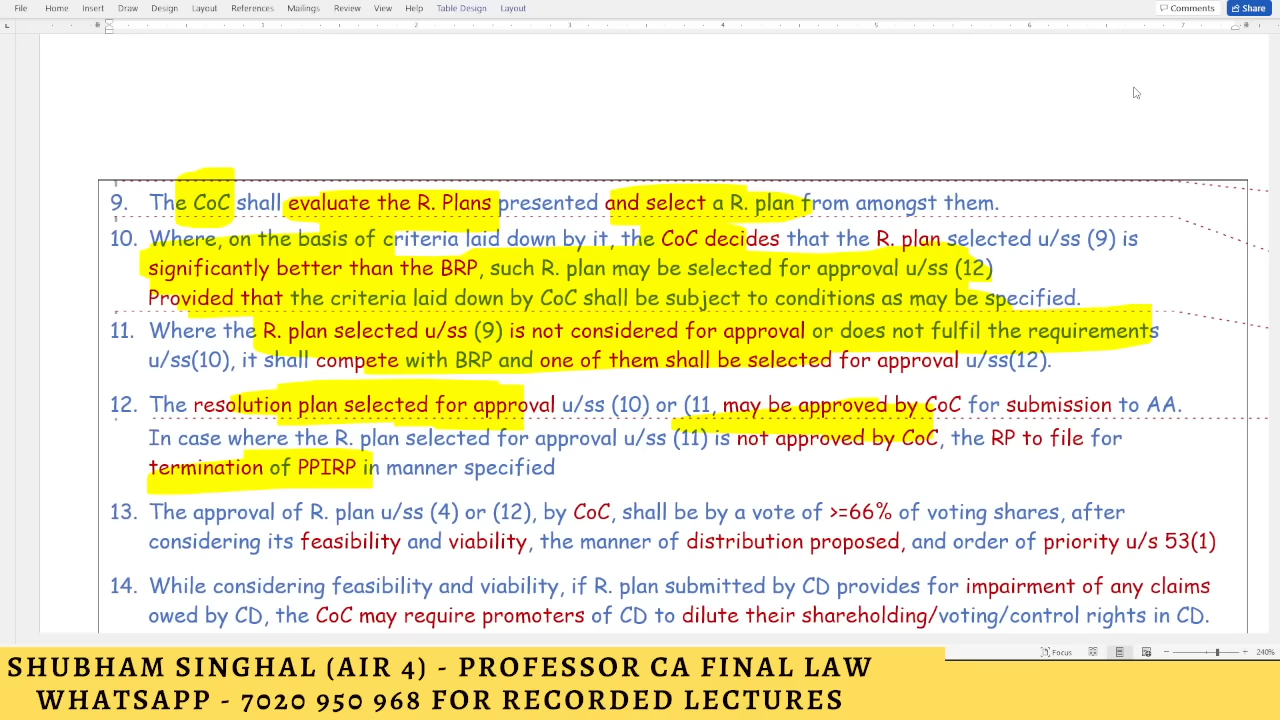 File Home Insert Draw Design Layout References Mailings Review View Help Table Design Layout Comments Share
1 2 3 4 5 6 7
9. The CoC shall evaluate the R. Plans presented and select a R. plan from amongst them.
10. Where, on the basis of criteria laid down by it, the CoC decides that the R. plan selected u/ss (9) is
significantly better than the BRP, such R. plan may be selected for approval u/ss (12)
Provided that the criteria laid down by CoC shall be subject to conditions as may be specified.
11. Where the R. plan selected u/ss (9) is not considered for approval or does not fulfil the requirements
u/ss(10), it shall compete with BRP and one of them shall be selected for approval u/ss(12).
12. The resolution plan selected for approval u/ss (10) or (11, may be approved by CoC for submission to AA.
In case where the R. plan selected for approval u/ss (11) is not approved by CoC, the RP to file for
termination of PPIRP in manner specified
13. The approval of R. plan u/ss (4) or (12), by CoC, shall be by a vote of >=66% of voting shares, after
considering its feasibility and viability, the manner of distribution proposed, and order of priority u/s 53(1)
14. While considering feasibility and viability, if R. plan submitted by CD provides for impairment of any claims
owed by CD, the CoC may require promoters of CD to dilute their shareholding/voting/control rights in CD.
Focus 240%
SHUBHAM SINGHAL (AIR 4) - PROFESSOR CA FINAL LAW
WHATSAPP - 7020 950 968 FOR RECORDED LECTURES